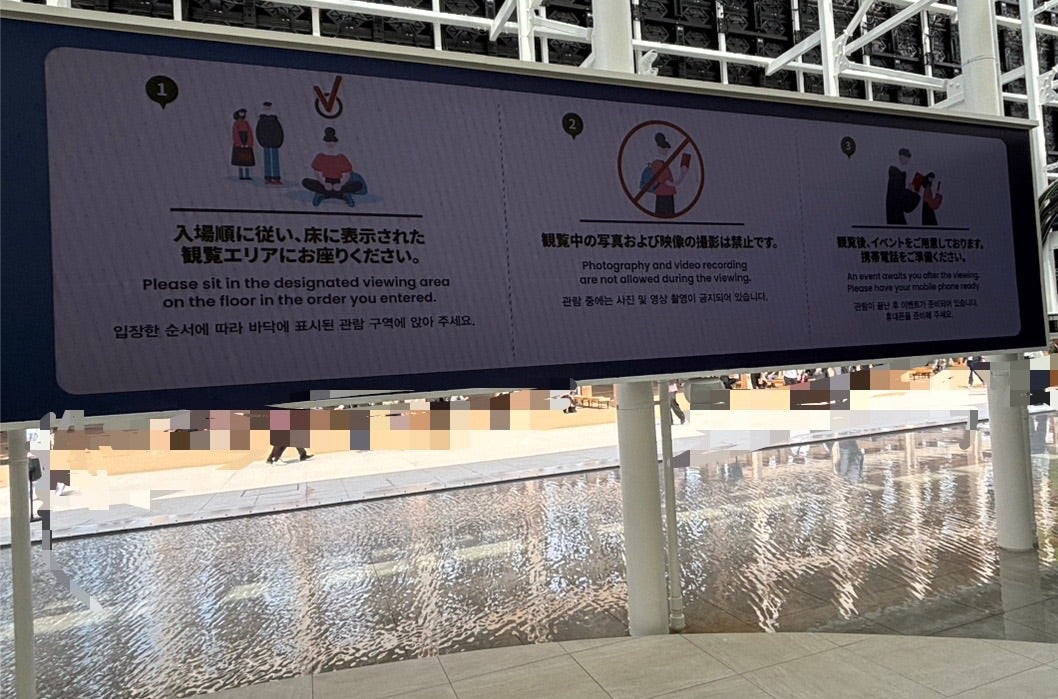 1
入場順に従い、床に表示された
観覧エリアにお座りください。
Please sit in the designated viewing area
on the floor in the order you entered.
입장한 순서에 따라 바닥에 표시된 관람 구역에 앉아 주세요.
2
観覧中の写真および映像の撮影は禁止です。
Photography and video recording
are not allowed during the viewing.
관람 중에는 사진 및 영상 촬영이 금지되어 있습니다.
3
観覧後、イベントをご用意しております。
携帯電話をご準備ください。
An event awaits you after the viewing.
Please have your mobile phone ready
관람이 끝난 후 이벤트가 준비되어 있습니다.
휴대폰을 준비해 주세요.